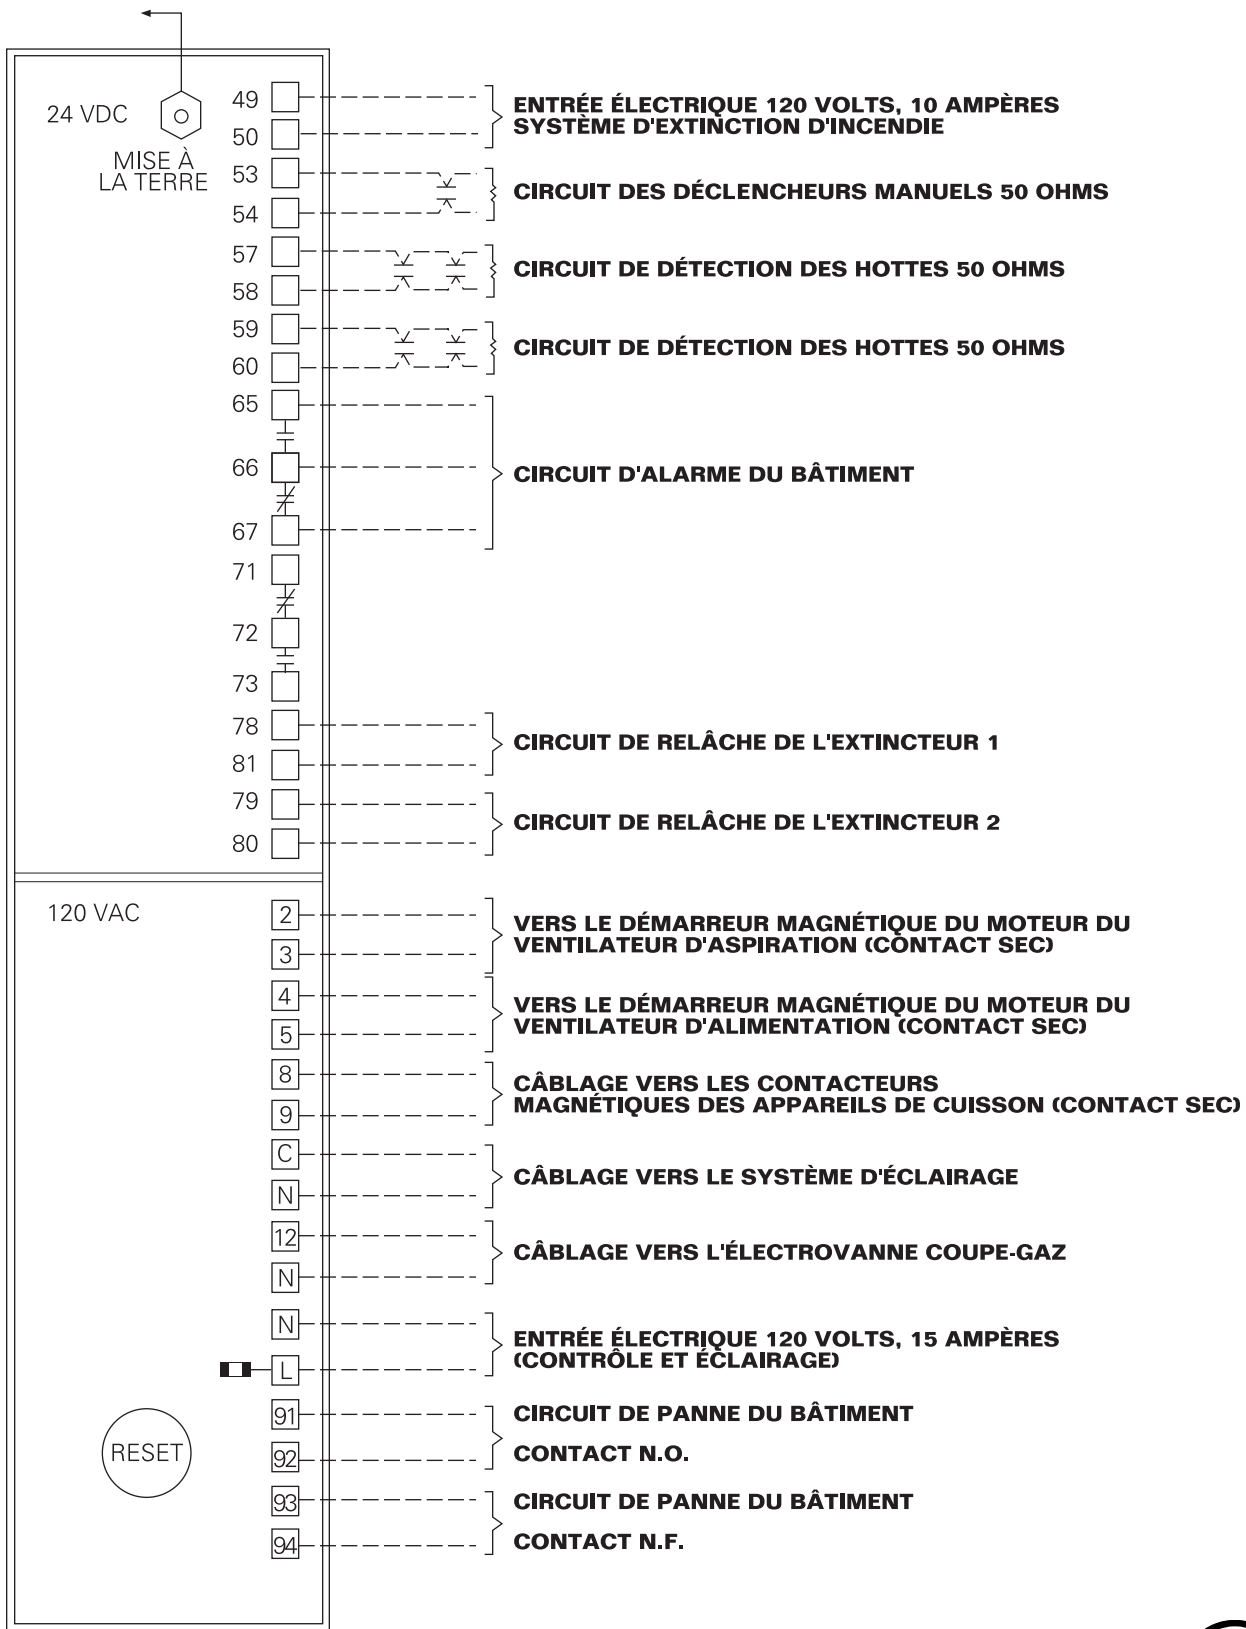 24 VDC
MISE À
LA TERRE
49
50
ENTRÉE ÉLECTRIQUE 120 VOLTS, 10 AMPÈRES
SYSTÈME D'EXTINCTION D'INCENDIE
53
54
CIRCUIT DES DÉCLENCHEURS MANUELS 50 OHMS
57
58
CIRCUIT DE DÉTECTION DES HOTTES 50 OHMS
59
60
CIRCUIT DE DÉTECTION DES HOTTES 50 OHMS
65
66
67
CIRCUIT D'ALARME DU BÂTIMENT
71
72
73
78
81
CIRCUIT DE RELÂCHE DE L'EXTINCTEUR 1
79
80
CIRCUIT DE RELÂCHE DE L'EXTINCTEUR 2
120 VAC
2
3
VERS LE DÉMARREUR MAGNÉTIQUE DU MOTEUR DU
VENTILATEUR D'ASPIRATION (CONTACT SEC)
4
5
VERS LE DÉMARREUR MAGNÉTIQUE DU MOTEUR DU
VENTILATEUR D'ALIMENTATION (CONTACT SEC)
8
9
CÂBLAGE VERS LES CONTACTEURS
MAGNÉTIQUES DES APPAREILS DE CUISSON (CONTACT SEC)
C
N
CÂBLAGE VERS LE SYSTÈME D'ÉCLAIRAGE
12
N
CÂBLAGE VERS L'ÉLECTROVANNE COUPE-GAZ
N
L
ENTRÉE ÉLECTRIQUE 120 VOLTS, 15 AMPÈRES
(CONTRÔLE ET ÉCLAIRAGE)
RESET
91
92
CIRCUIT DE PANNE DU BÂTIMENT
CONTACT N.O.
93
94
CIRCUIT DE PANNE DU BÂTIMENT
CONTACT N.F.